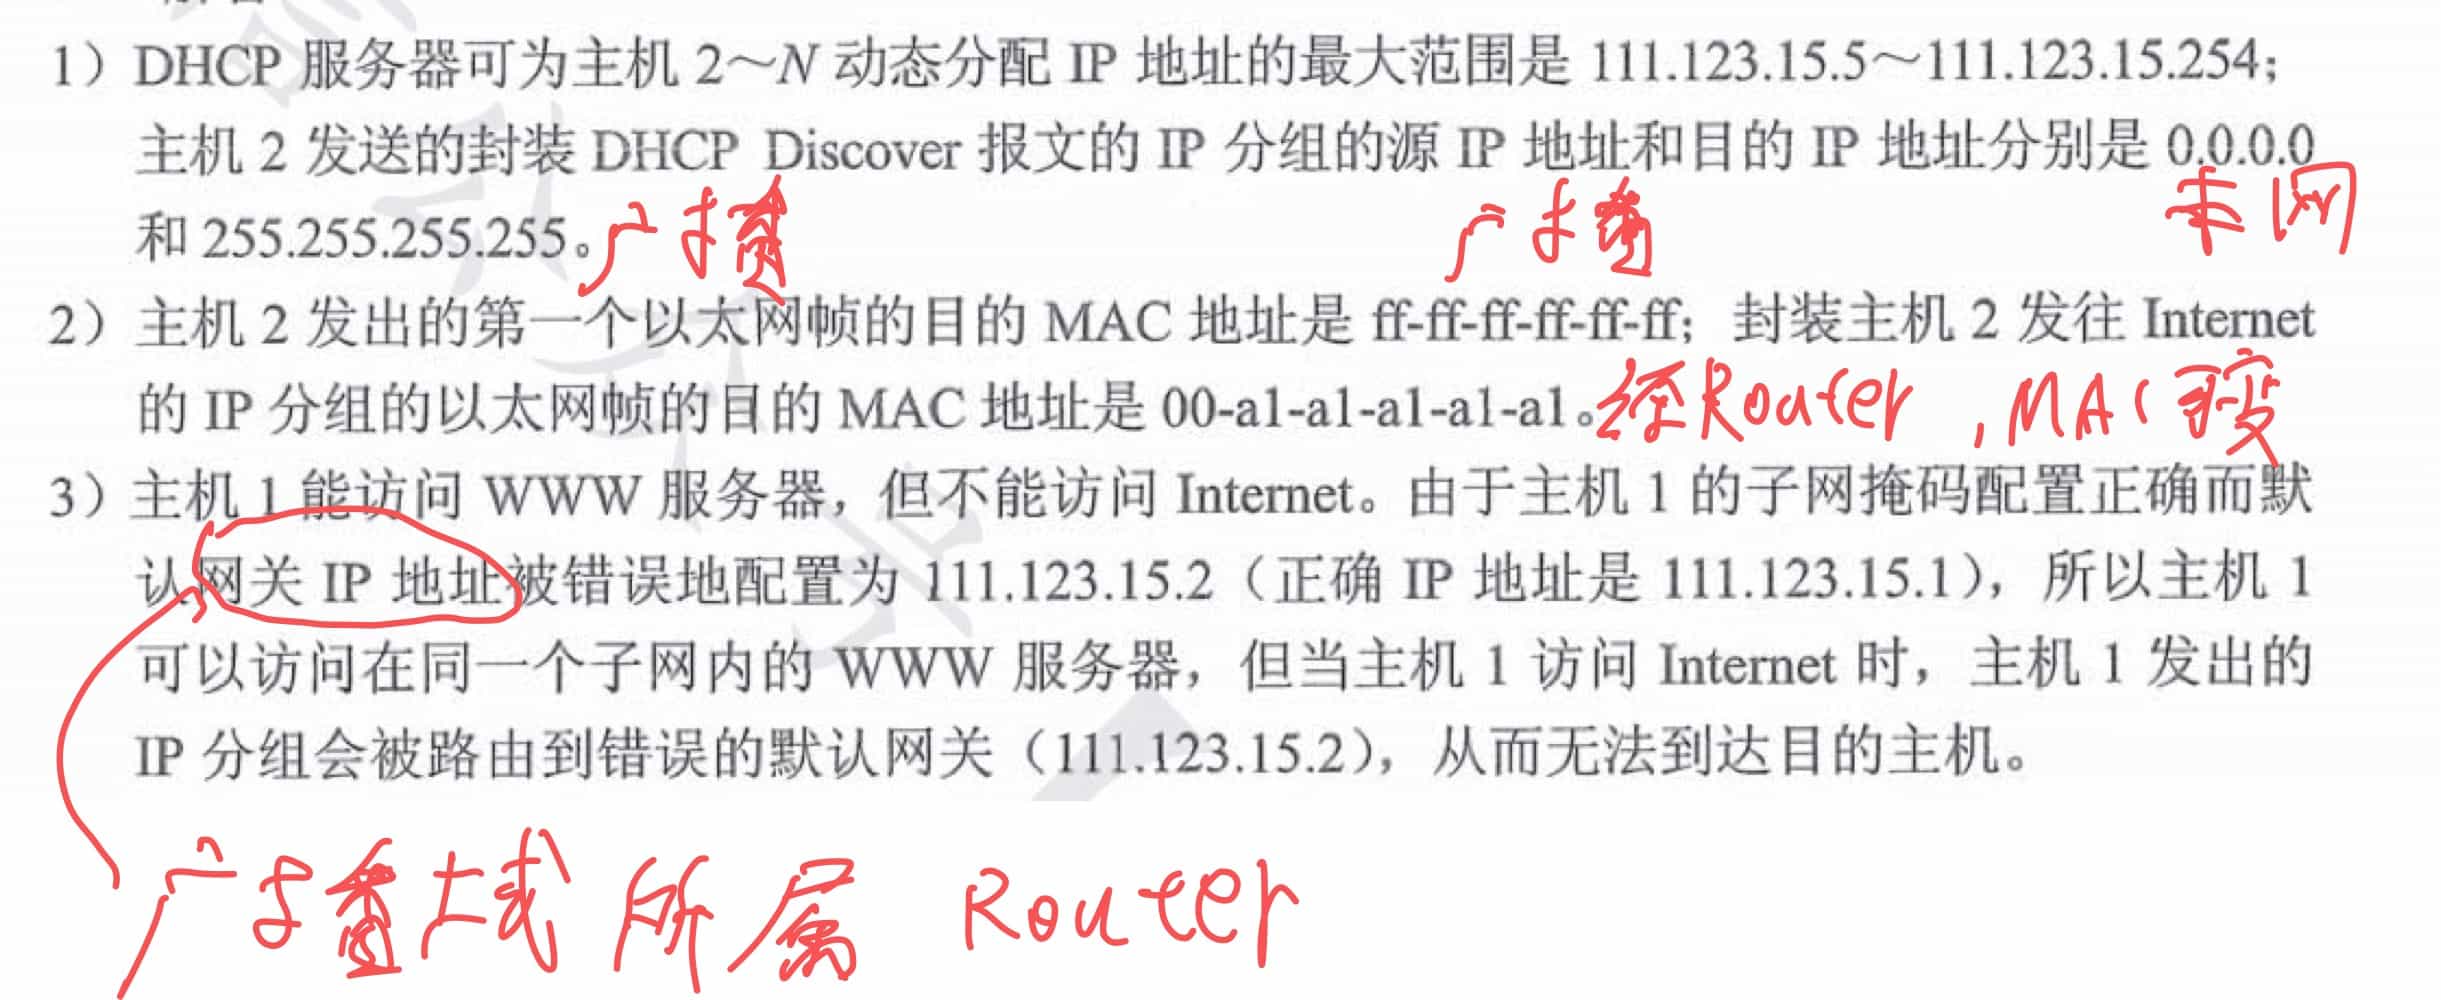 1）DHCP 服务器可为主机 2～N 动态分配 IP 地址的最大范围是 111.123.15.5～111.123.15.254；
主机 2 发送的封装 DHCP Discover 报文的 IP 分组的源 IP 地址和目的 IP 地址分别是 0.0.0.0
本网
和 255.255.255.255。广播 广播
2）主机 2 发出的第一个以太网帧的目的 MAC 地址是 ff-ff-ff-ff-ff-ff；封装主机 2 发往 Internet
的 IP 分组的以太网帧的目的 MAC 地址是 00-a1-a1-a1-a1-a1。经Router，MAC 变
3）主机 1 能访问 WWW 服务器，但不能访问 Internet。由于主机 1 的子网掩码配置正确而默
认网关 IP 地址被错误地配置为 111.123.15.2（正确 IP 地址是 111.123.15.1），所以主机 1
可以访问在同一个子网内的 WWW 服务器，但当主机 1 访问 Internet 时，主机 1 发出的
IP 分组会被路由到错误的默认网关（111.123.15.2），从而无法到达目的主机。
广播域所属 Router